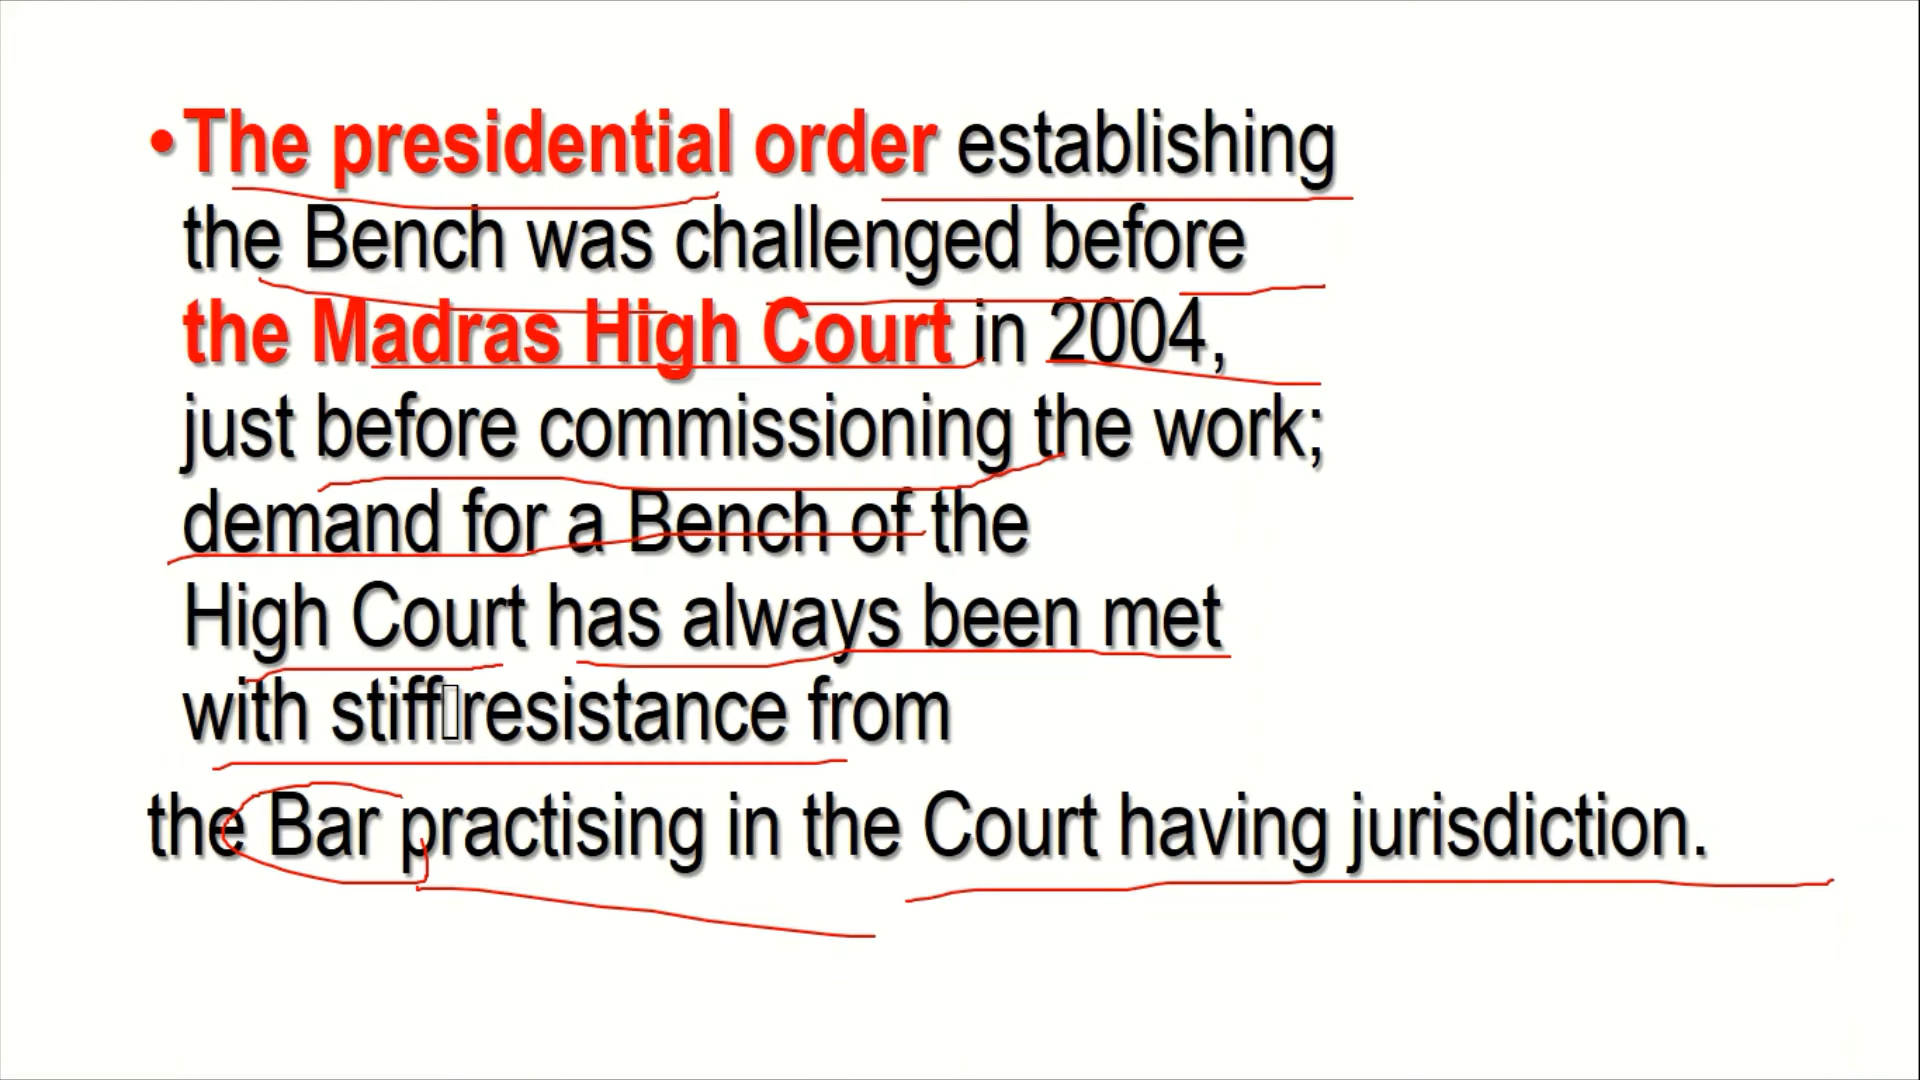 •The presidential order establishing
the Bench was challenged before
the Madras High Court in 2004,
just before commissioning the work;
demand for a Bench of the
High Court has always been met
with stiff▯resistance from
the Bar practising in the Court having jurisdiction.